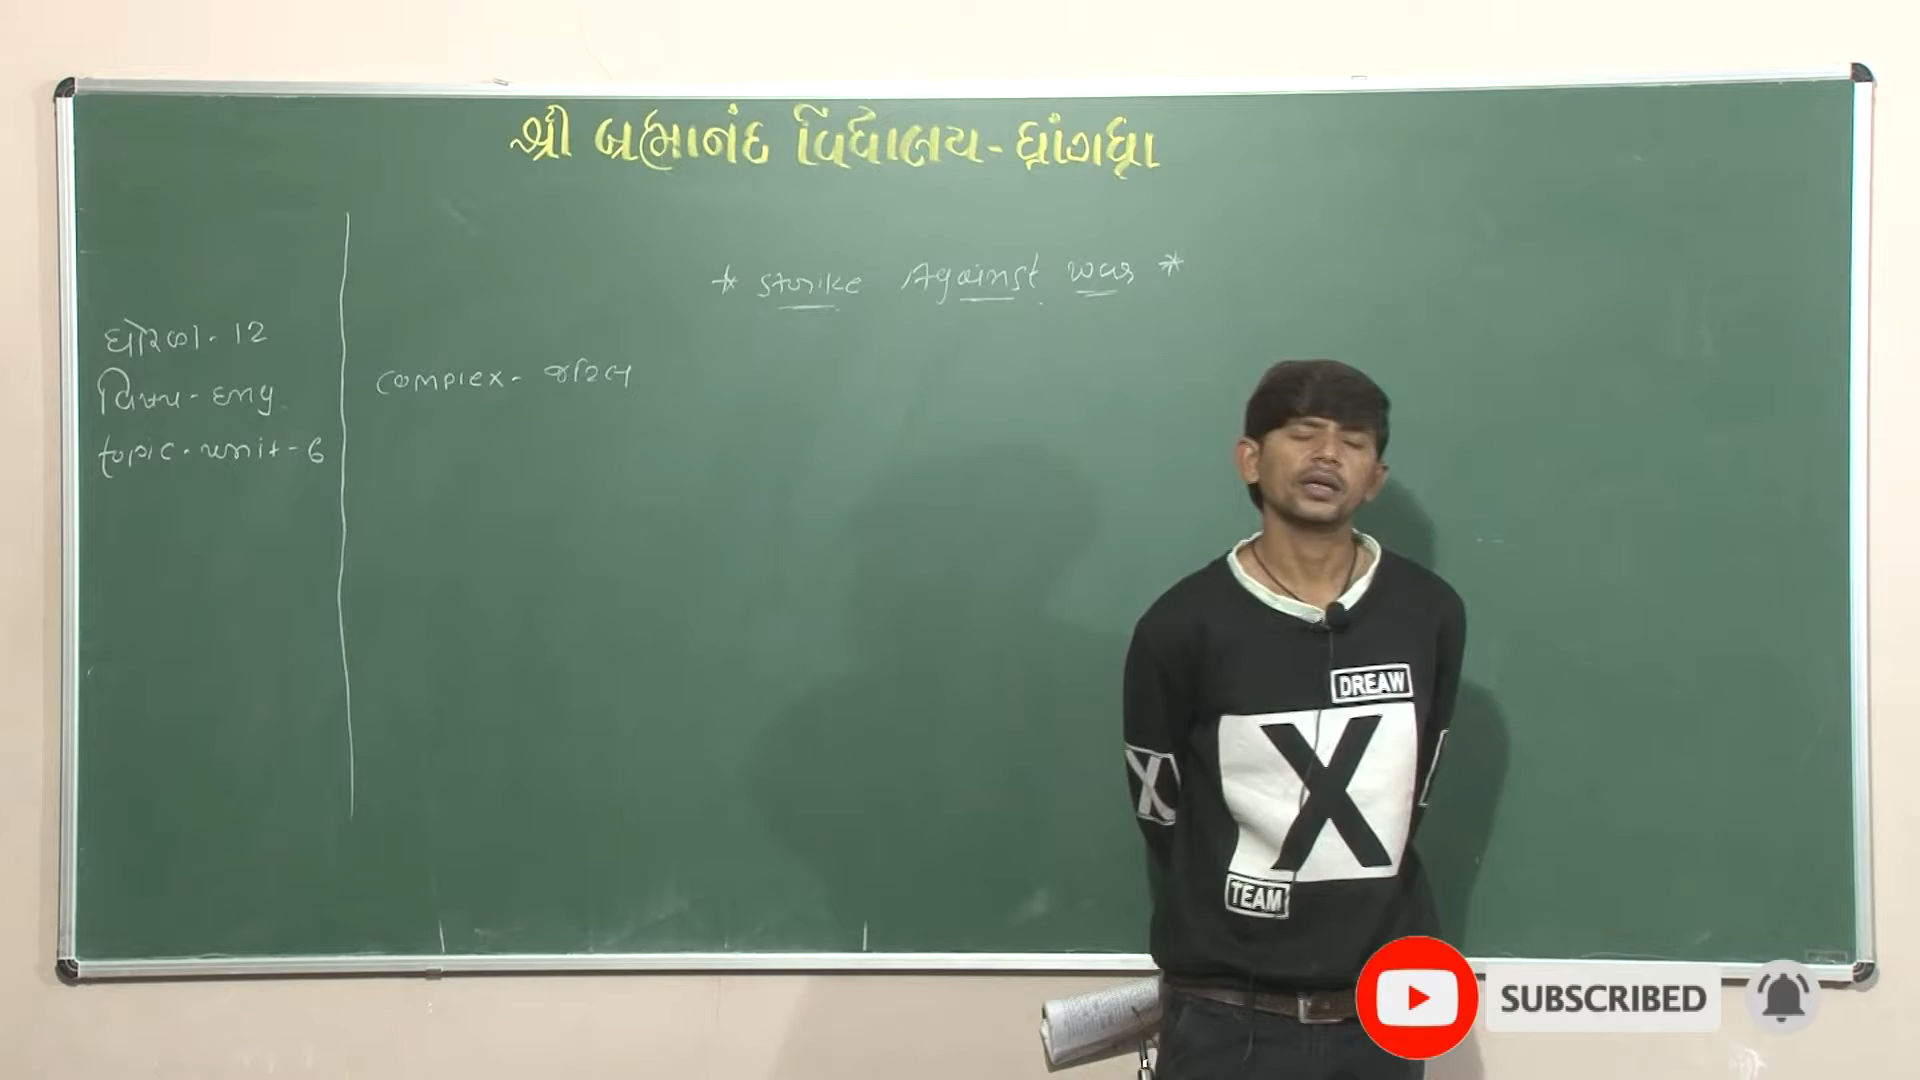 શ્રી બ્રહ્માનંદ વિદ્યાલય - ધ્રાંગધ્રા
* Strike Against war *
ધોરણ - 12
વિષય - Eng.
topic - unit - 6
complex - જટિલ
DREAW
X
X
TEAM
SUBSCRIBED